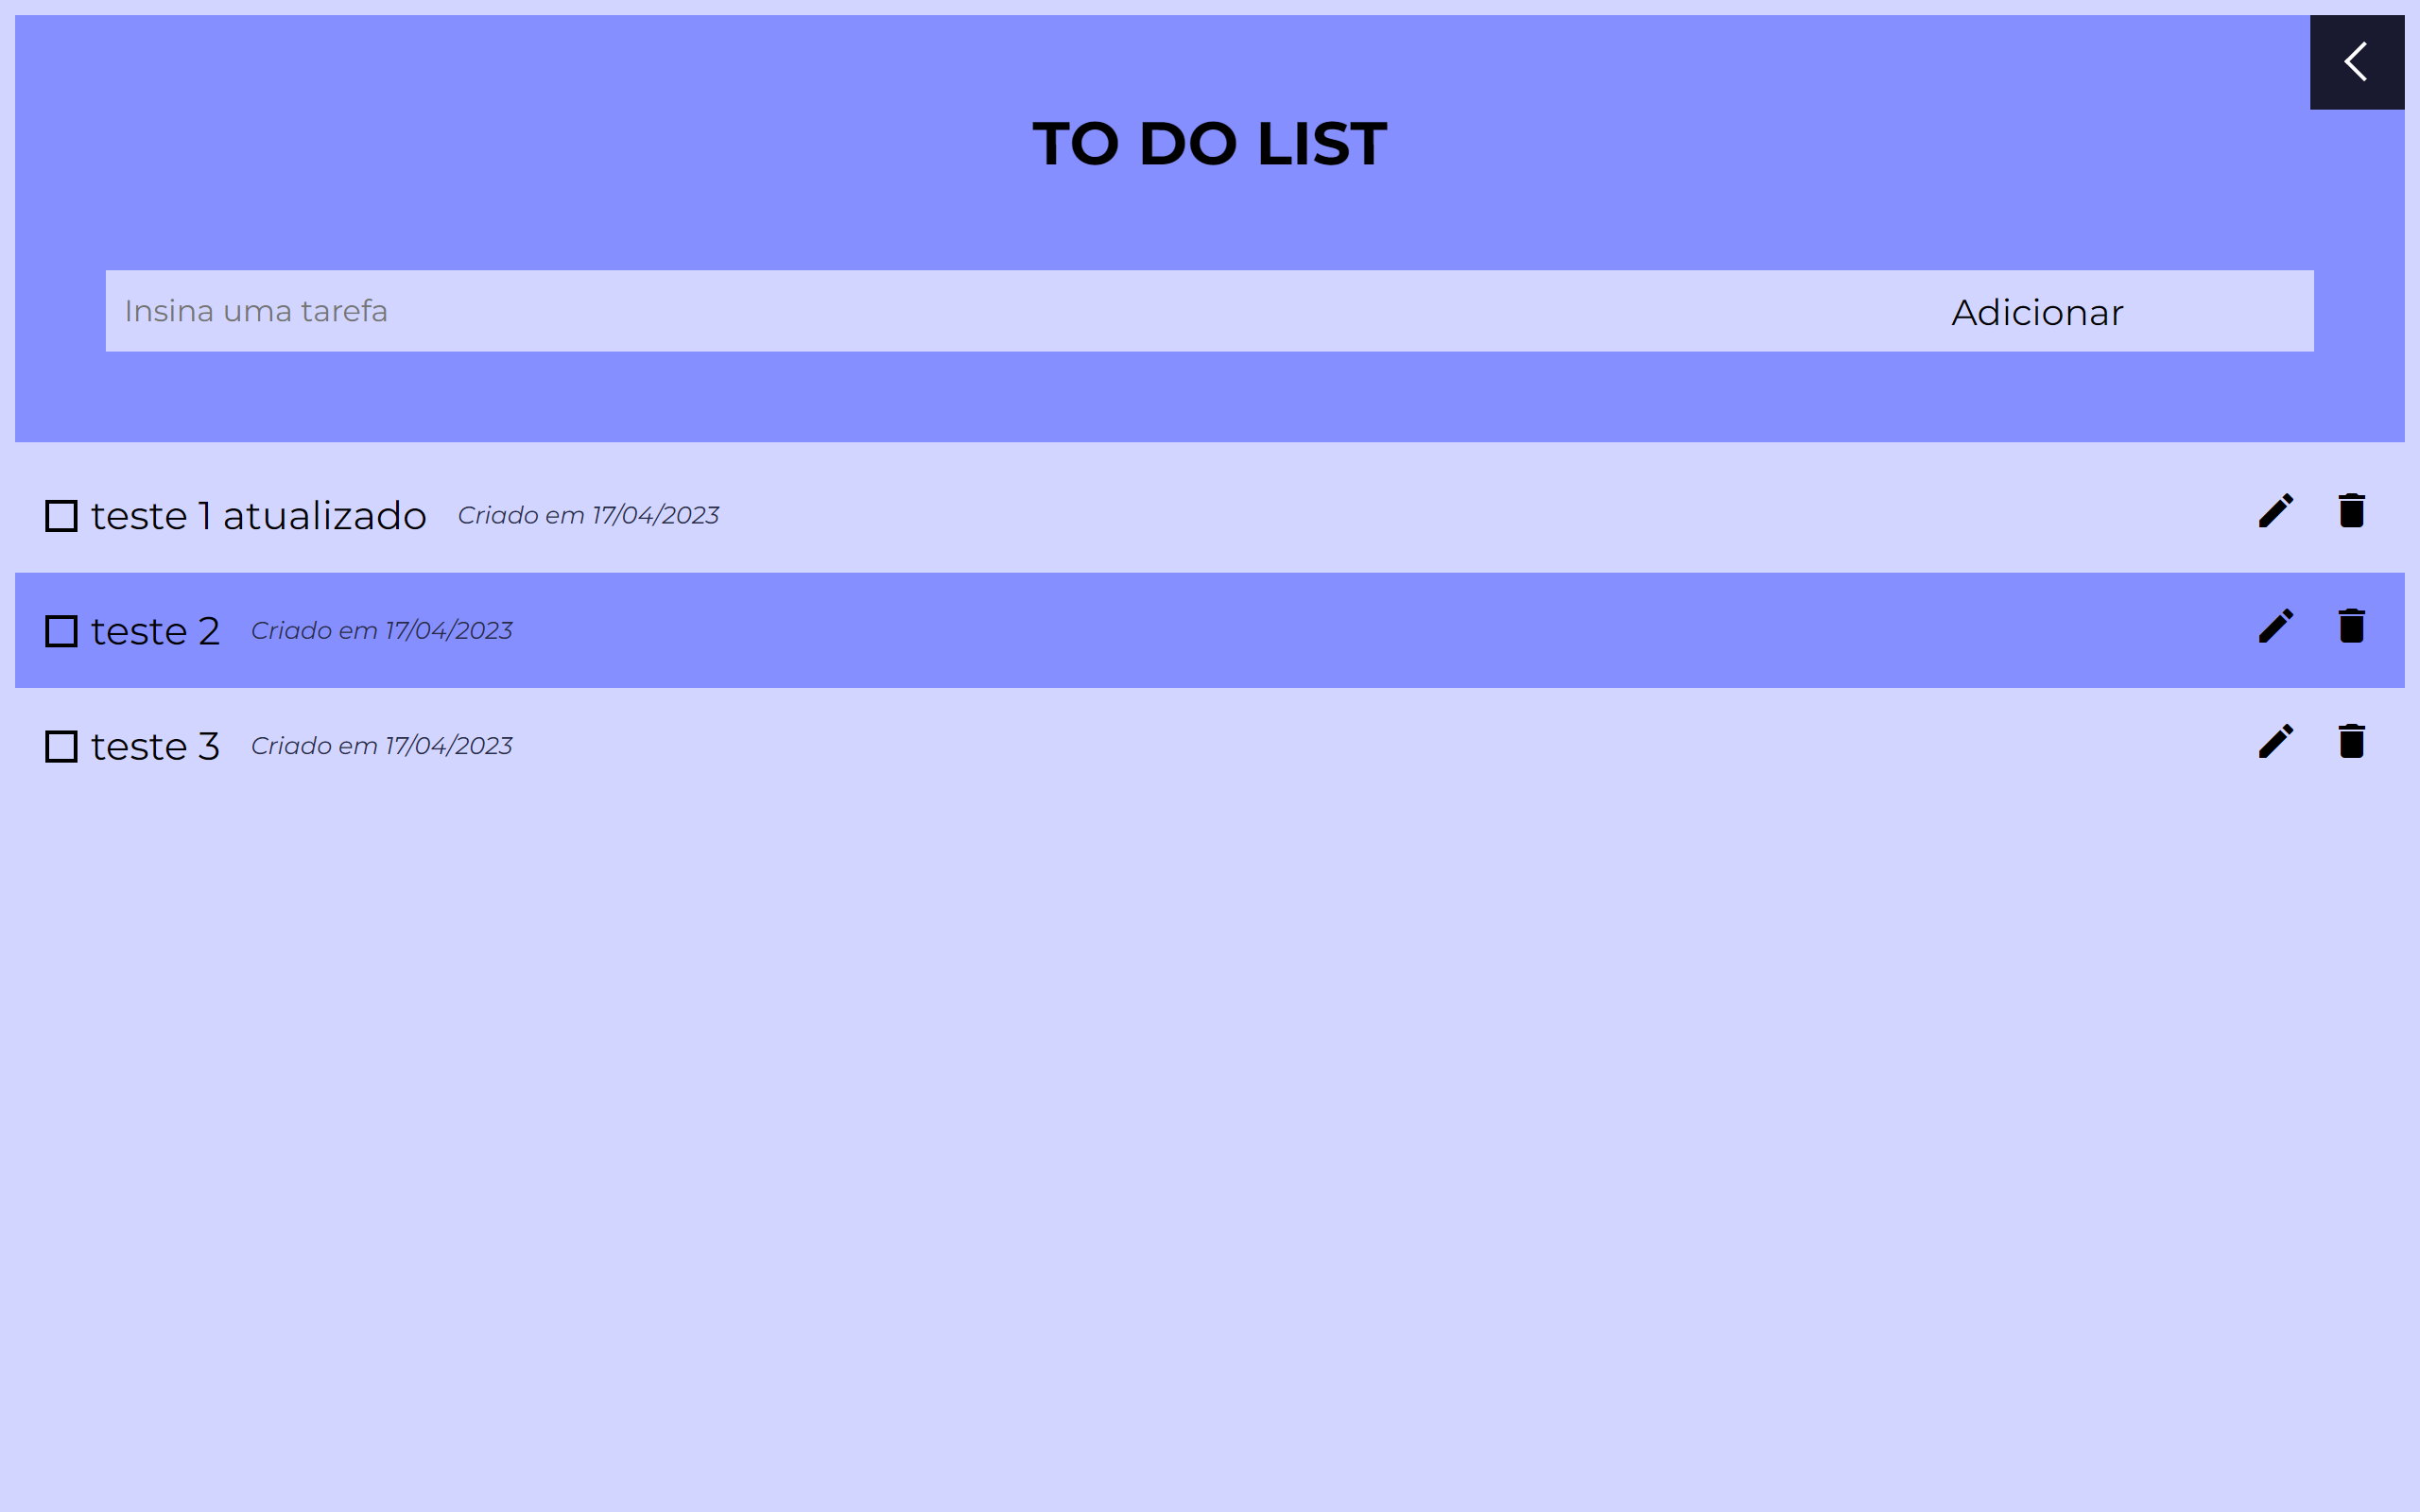 TO DO LIST
Insina uma tarefa Adicionar
teste 1 atualizado Criado em 17/04/2023
teste 2 Criado em 17/04/2023
teste 3 Criado em 17/04/2023